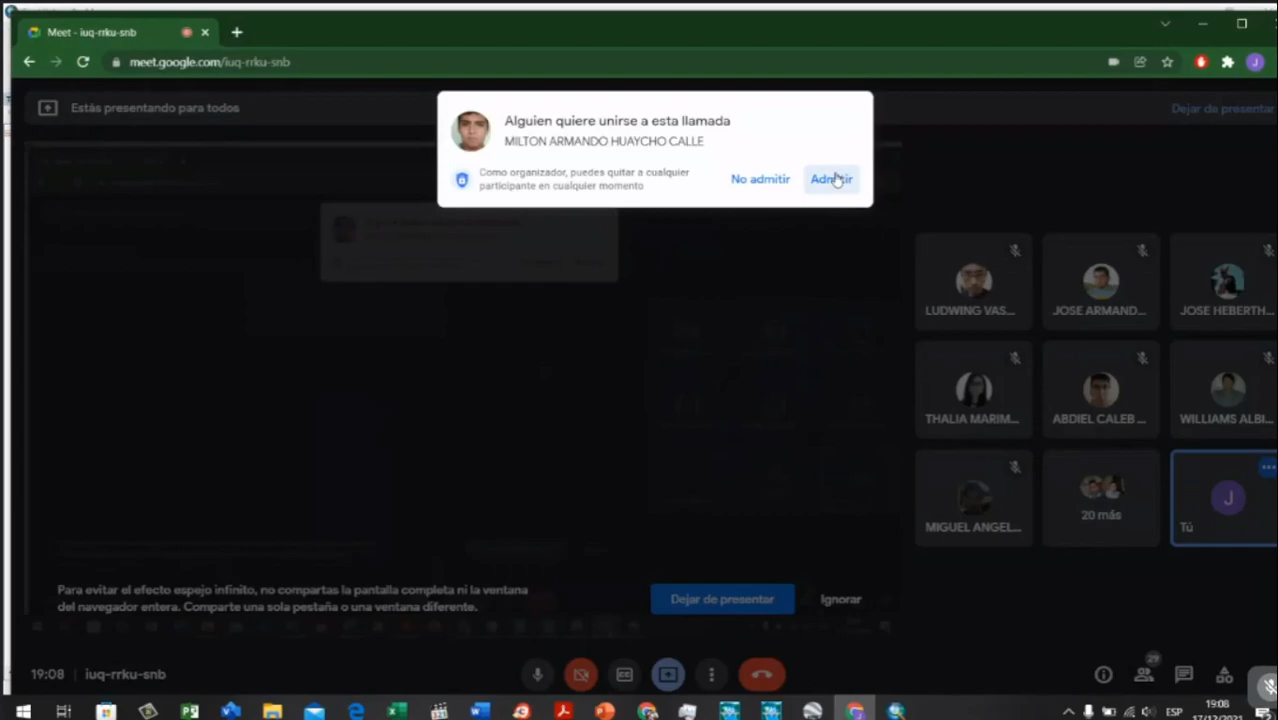 Meet - iuq-rrku-snb
meet.google.com/iuq-rrku-snb
J
Estás presentando para todos
Dejar de presentar
Alguien quiere unirse a esta llamada
MILTON ARMANDO HUAYCHO CALLE
Como organizador, puedes quitar a cualquier
participante en cualquier momento
No admitir
Admitir
LUDWING VAS...
JOSE ARMAND...
JOSE HEBERTH...
THALIA MARIM...
ABDIEL CALEB ...
WILLIAMS ALBI...
MIGUEL ANGEL...
20 más
J
Tú
Para evitar el efecto espejo infinito, no compartas la pantalla completa ni la ventana
del navegador entera. Comparte una sola pestaña o una ventana diferente.
Dejar de presentar
Ignorar
19:08
iuq-rrku-snb
29
ESP
19:08
17/12/2021